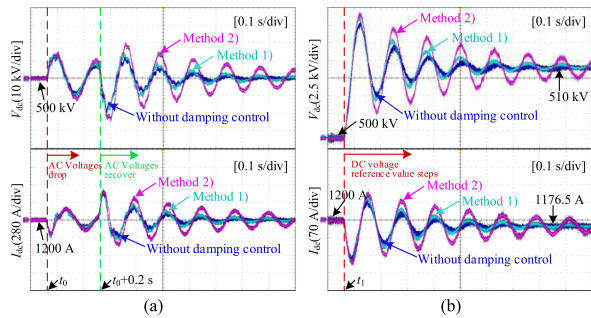 [0.1 s/div]
Method 2)
Method 1)
Vdc(10 kV/div)
500 kV
Without damping control
AC Voltages drop
AC Voltages recover
[0.1 s/div]
Method 2)
Method 1)
Idc(280 A/div)
1200 A
Without damping control
t0
t0+0.2 s
(a)
[0.1 s/div]
Method 2)
Method 1)
Vdc(2.5 kV/div)
510 kV
Without damping control
500 kV
DC voltage
reference value steps
[0.1 s/div]
1200 A
Method 2)
Method 1)
1176.5 A
Idc(70 A/div)
Without damping control
t1
(b)